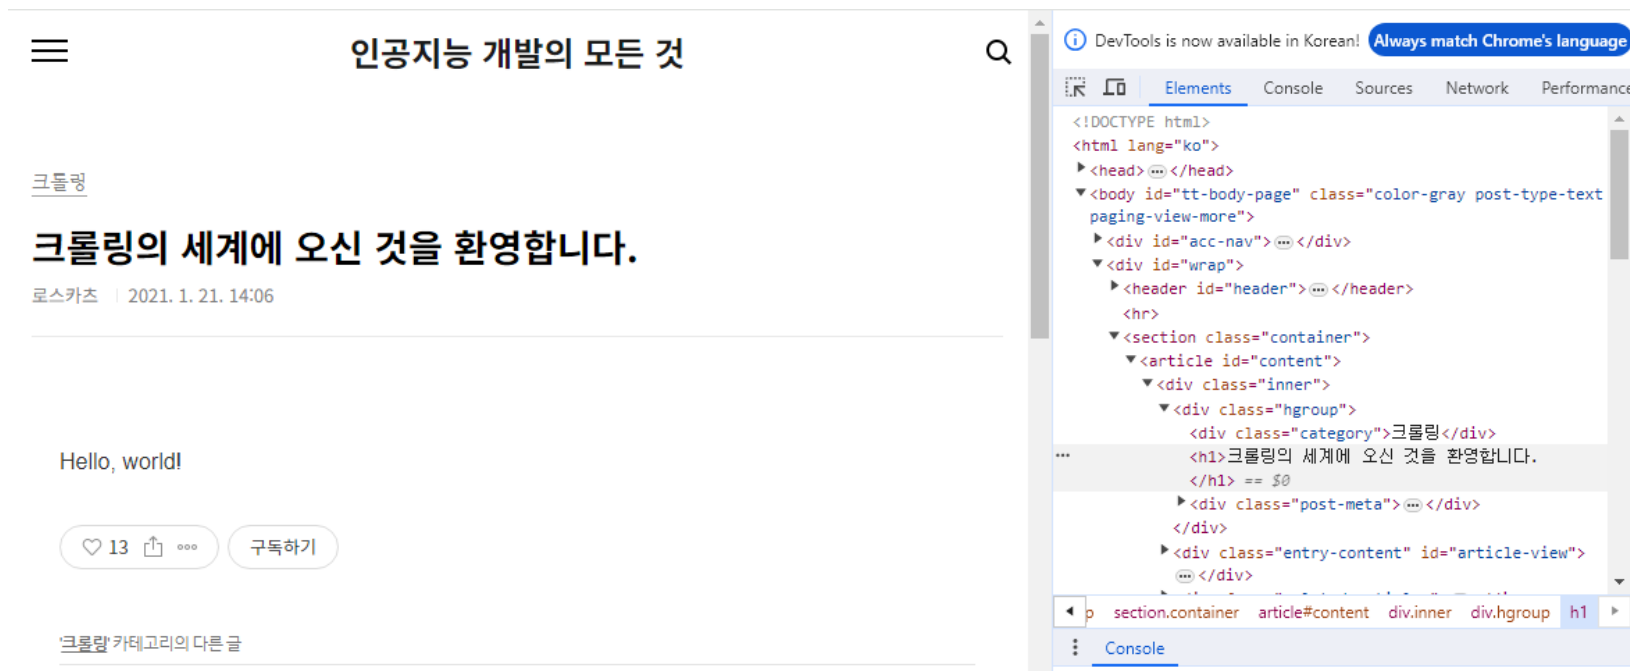 인공지능 개발의 모든 것
크롤링
크롤링의 세계에 오신 것을 환영합니다.
로스카츠 2021. 1. 21. 14:06
Hello, world!
13
구독하기
'크롤링' 카테고리의 다른 글
DevTools is now available in Korean! Always match Chrome's language
Elements Console Sources Network Performance
<!DOCTYPE html>
<html lang="ko">
<head> ••• </head>
<body id="tt-body-page" class="color-gray post-type-text
paging-view-more">
<div id="acc-nav"> ••• </div>
<div id="wrap">
<header id="header"> ••• </header>
<hr>
<section class="container">
<article id="content">
<div class="inner">
<div class="hgroup">
<div class="category">크롤링</div>
<h1>크롤링의 세계에 오신 것을 환영합니다.
</h1> == $0
<div class="post-meta"> ••• </div>
</div>
<div class="entry-content" id="article-view">
••• </div>
p section.container article#content div.inner div.hgroup h1
Console